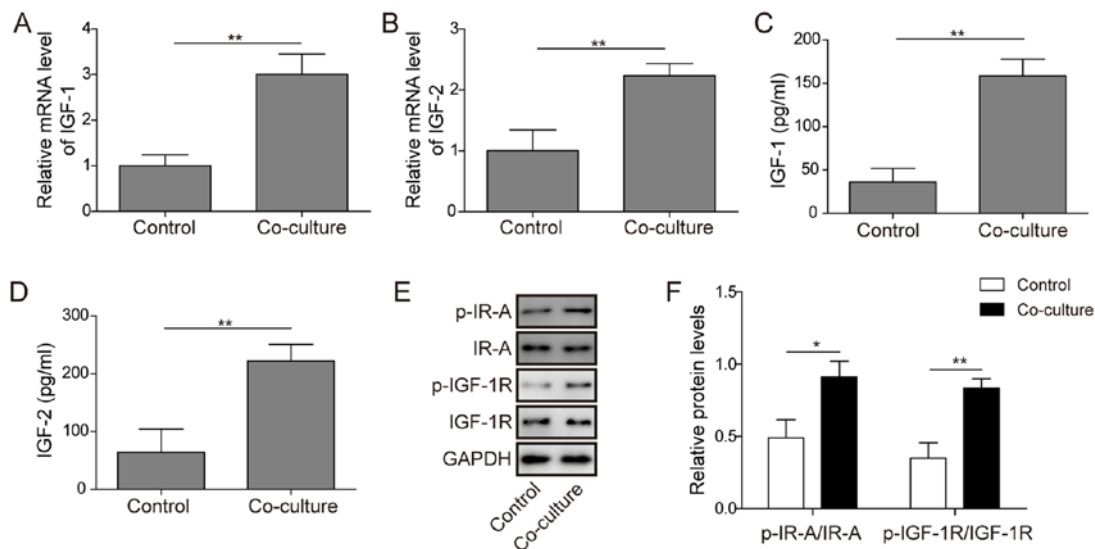 A
Relative mRNA level
of IGF-1
4
3
2
1
0
**
Control
Co-culture
B
Relative mRNA level
of IGF-2
3
2
1
0
**
Control
Co-culture
C
IGF-1 (pg/ml)
200
150
100
50
0
**
Control
Co-culture
D
IGF-2 (pg/ml)
300
200
100
0
**
Control
Co-culture
E
p-IR-A
IR-A
p-IGF-1R
IGF-1R
GAPDH
Control
Co-culture
F
Control
Co-culture
Relative protein levels
1.5
1.0
0.5
0.0
*
**
p-IR-A/IR-A
p-IGF-1R/IGF-1R